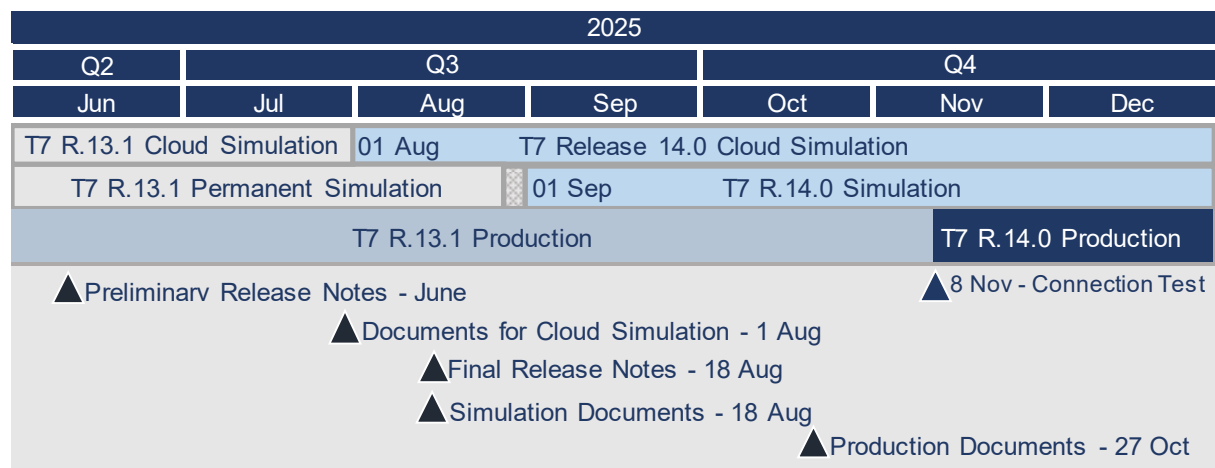 2025
Q2 Q3 Q4
Jun Jul Aug Sep Oct Nov Dec
T7 R.13.1 Cloud Simulation 01 Aug T7 Release 14.0 Cloud Simulation
T7 R.13.1 Permanent Simulation 01 Sep T7 R.14.0 Simulation
T7 R.13.1 Production T7 R.14.0 Production
Preliminary Release Notes - June 8 Nov - Connection Test
Documents for Cloud Simulation - 1 Aug
Final Release Notes - 18 Aug
Simulation Documents - 18 Aug
Production Documents - 27 Oct